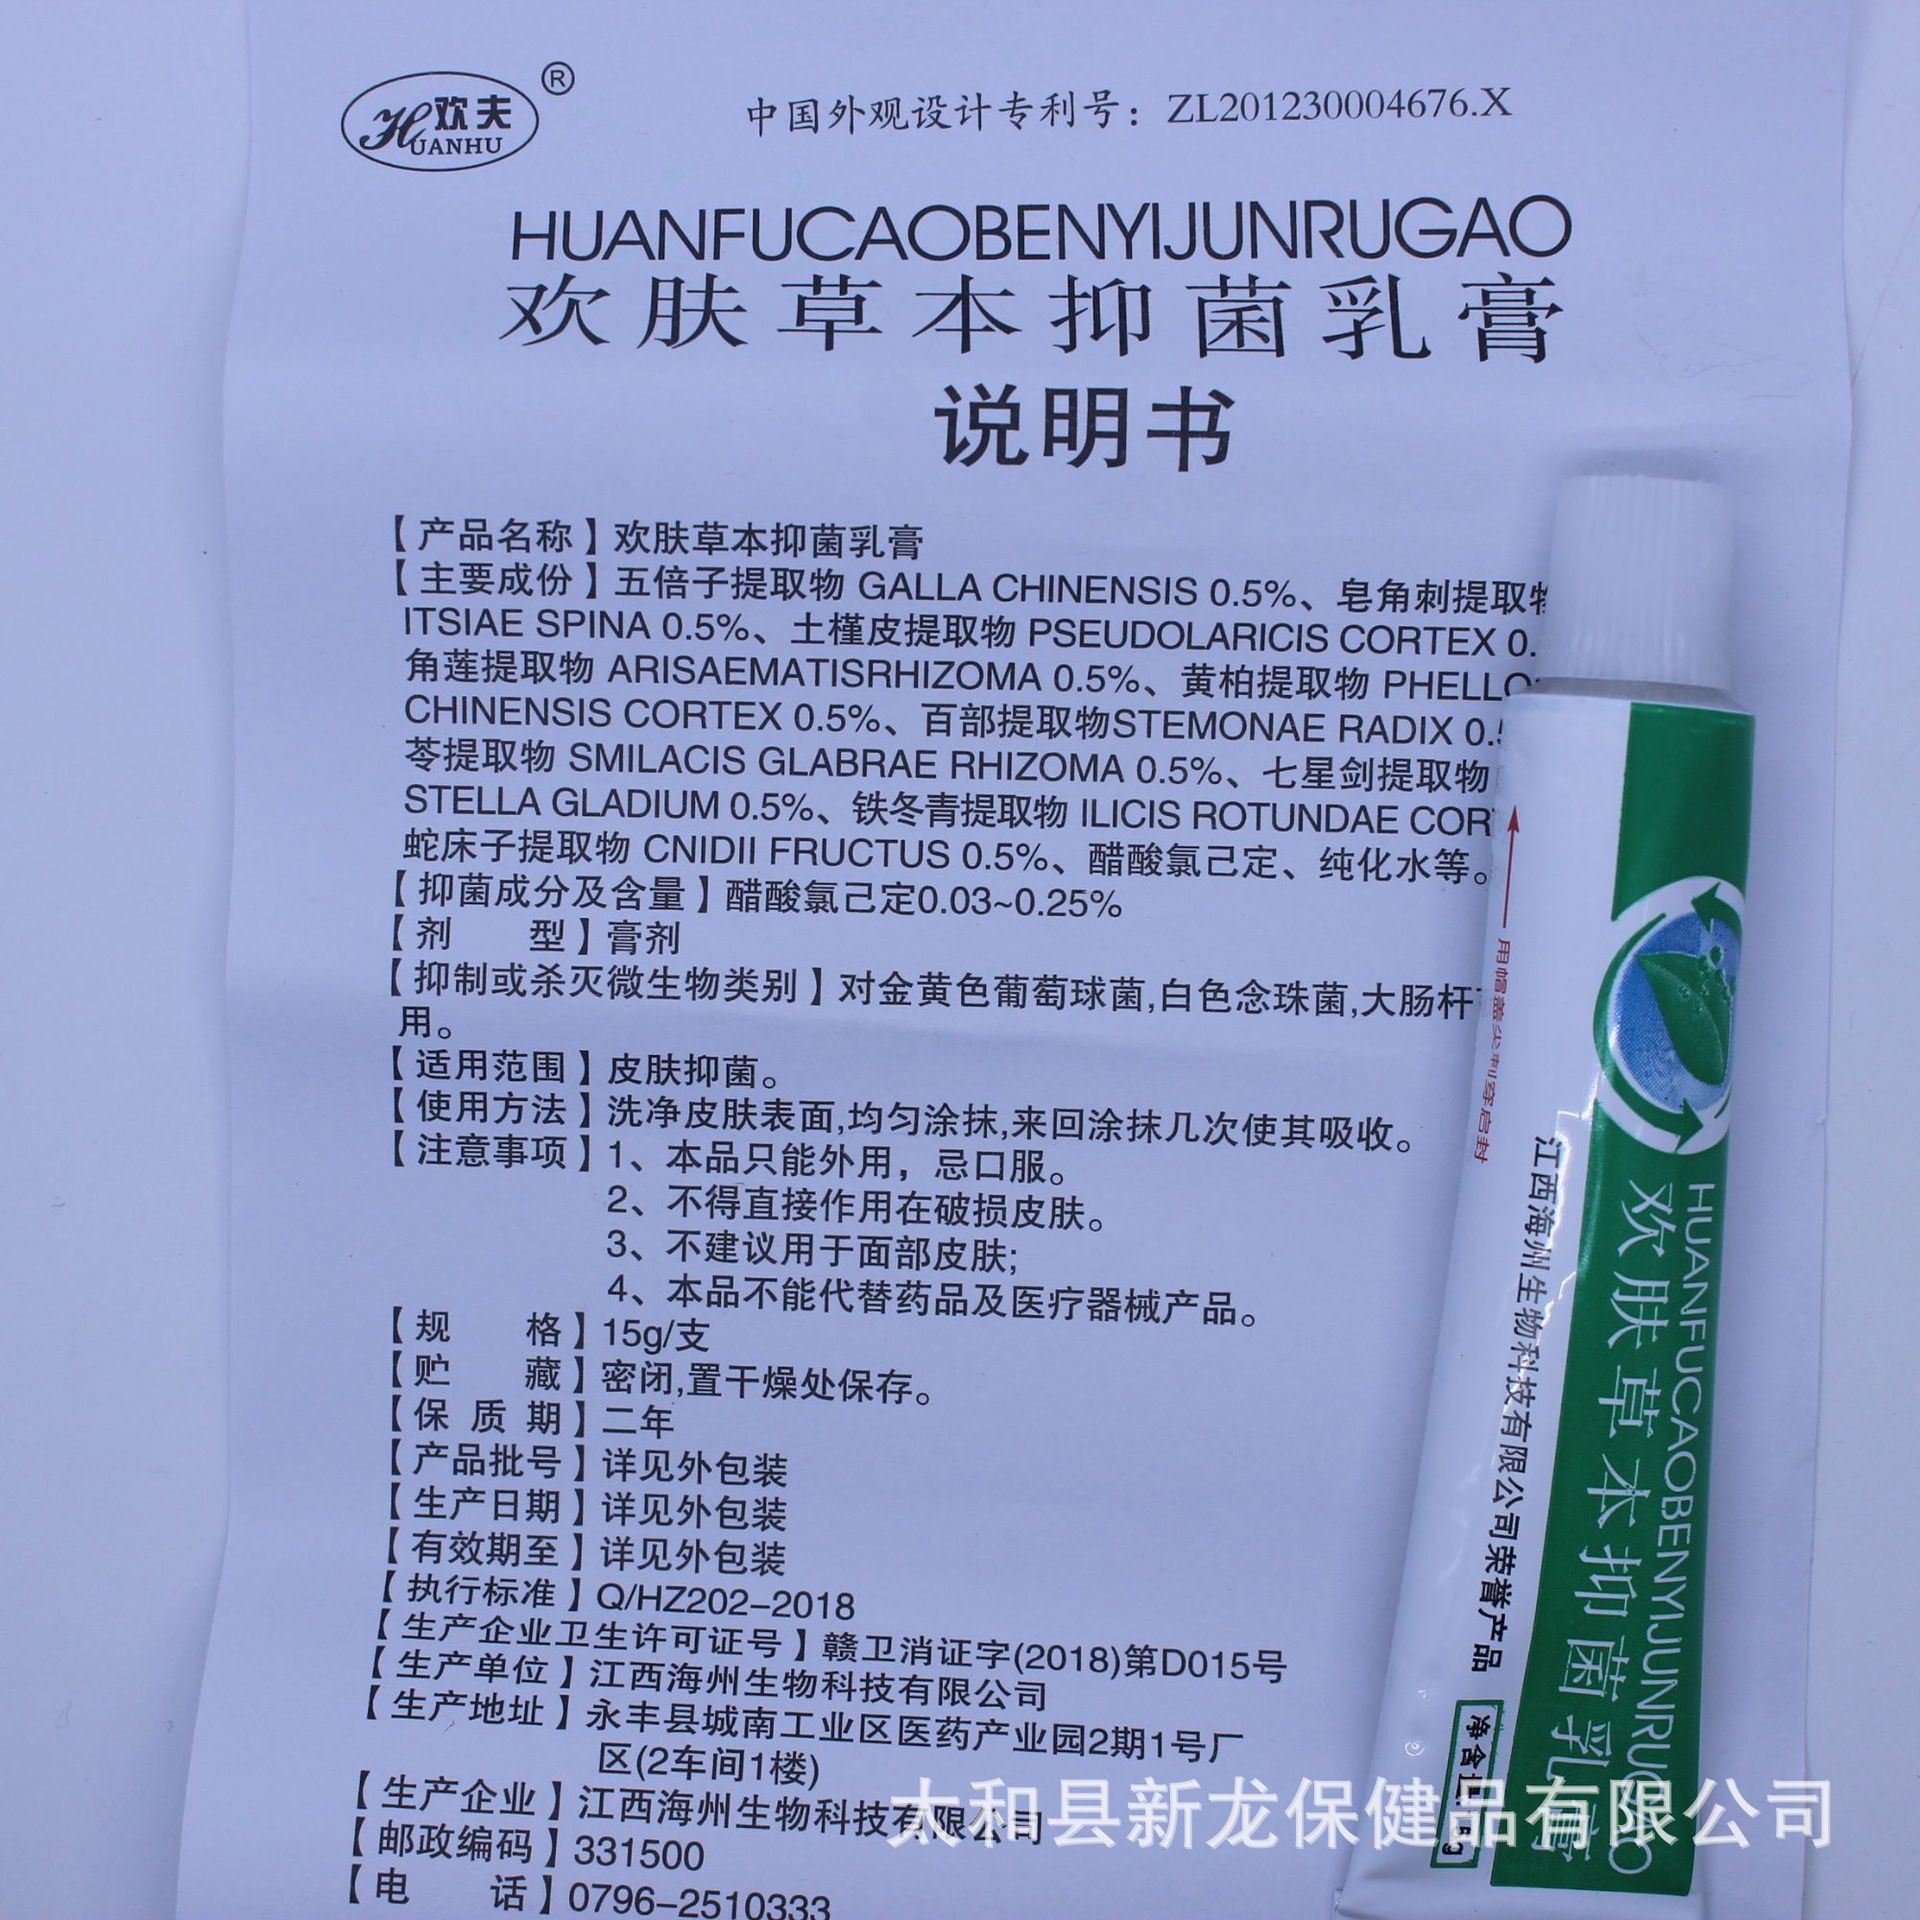 欢夫®
HUANHU
中国外观设计专利号：ZL201230004676.X
HUANFUCAOBENYIJUNRUGAO
欢肤草本抑菌乳膏
说明书
【产品名称】欢肤草本抑菌乳膏
【主要成份】五倍子提取物 GALLA CHINENSIS 0.5%、皂角刺提取物
ITSIAE SPINA 0.5%、土槿皮提取物 PSEUDOLARICIS CORTEX 0.
角莲提取物 ARISAEMATISRHIZOMA 0.5%、黄柏提取物 PHELLO
CHINENSIS CORTEX 0.5%、百部提取物STEMONAE RADIX 0.5
苓提取物 SMILACIS GLABRAE RHIZOMA 0.5%、七星剑提取物
STELLA GLADIUM 0.5%、铁冬青提取物 ILICIS ROTUNDAE CORT
蛇床子提取物 CNIDII FRUCTUS 0.5%、醋酸氯己定、纯化水等。
【抑菌成分及含量】醋酸氯己定0.03~0.25%
【剂 型】膏剂
【抑制或杀灭微生物类别】对金黄色葡萄球菌,白色念珠菌,大肠杆
用。
【适用范围】皮肤抑菌。
【使用方法】洗净皮肤表面,均匀涂抹,来回涂抹几次使其吸收。
【注意事项】1、本品只能外用，忌口服。
2、不得直接作用在破损皮肤。
3、不建议用于面部皮肤;
4、本品不能代替药品及医疗器械产品。
【规 格】15g/支
【贮 藏】密闭,置干燥处保存。
【保 质 期】二年
【产品批号】详见外包装
【生产日期】详见外包装
【有效期至】详见外包装
【执行标准】Q/HZ202-2018
【生产企业卫生许可证号】赣卫消证字(2018)第D015号
【生产单位】江西海州生物科技有限公司
【生产地址】永丰县城南工业区医药产业园2期1号厂
区(2车间1楼)
【生产企业】江西海州生物科技有限公司
【邮政编码】331500
【电 话】0796-2510333
用帽盖尖刺穿启封
江西海州生物科技有限公司荣誉产品
净含量15g
HUANFUCAOBENYIJUNRUGAO
欢肤草本抑菌乳膏
太和县新龙保健品有限公司